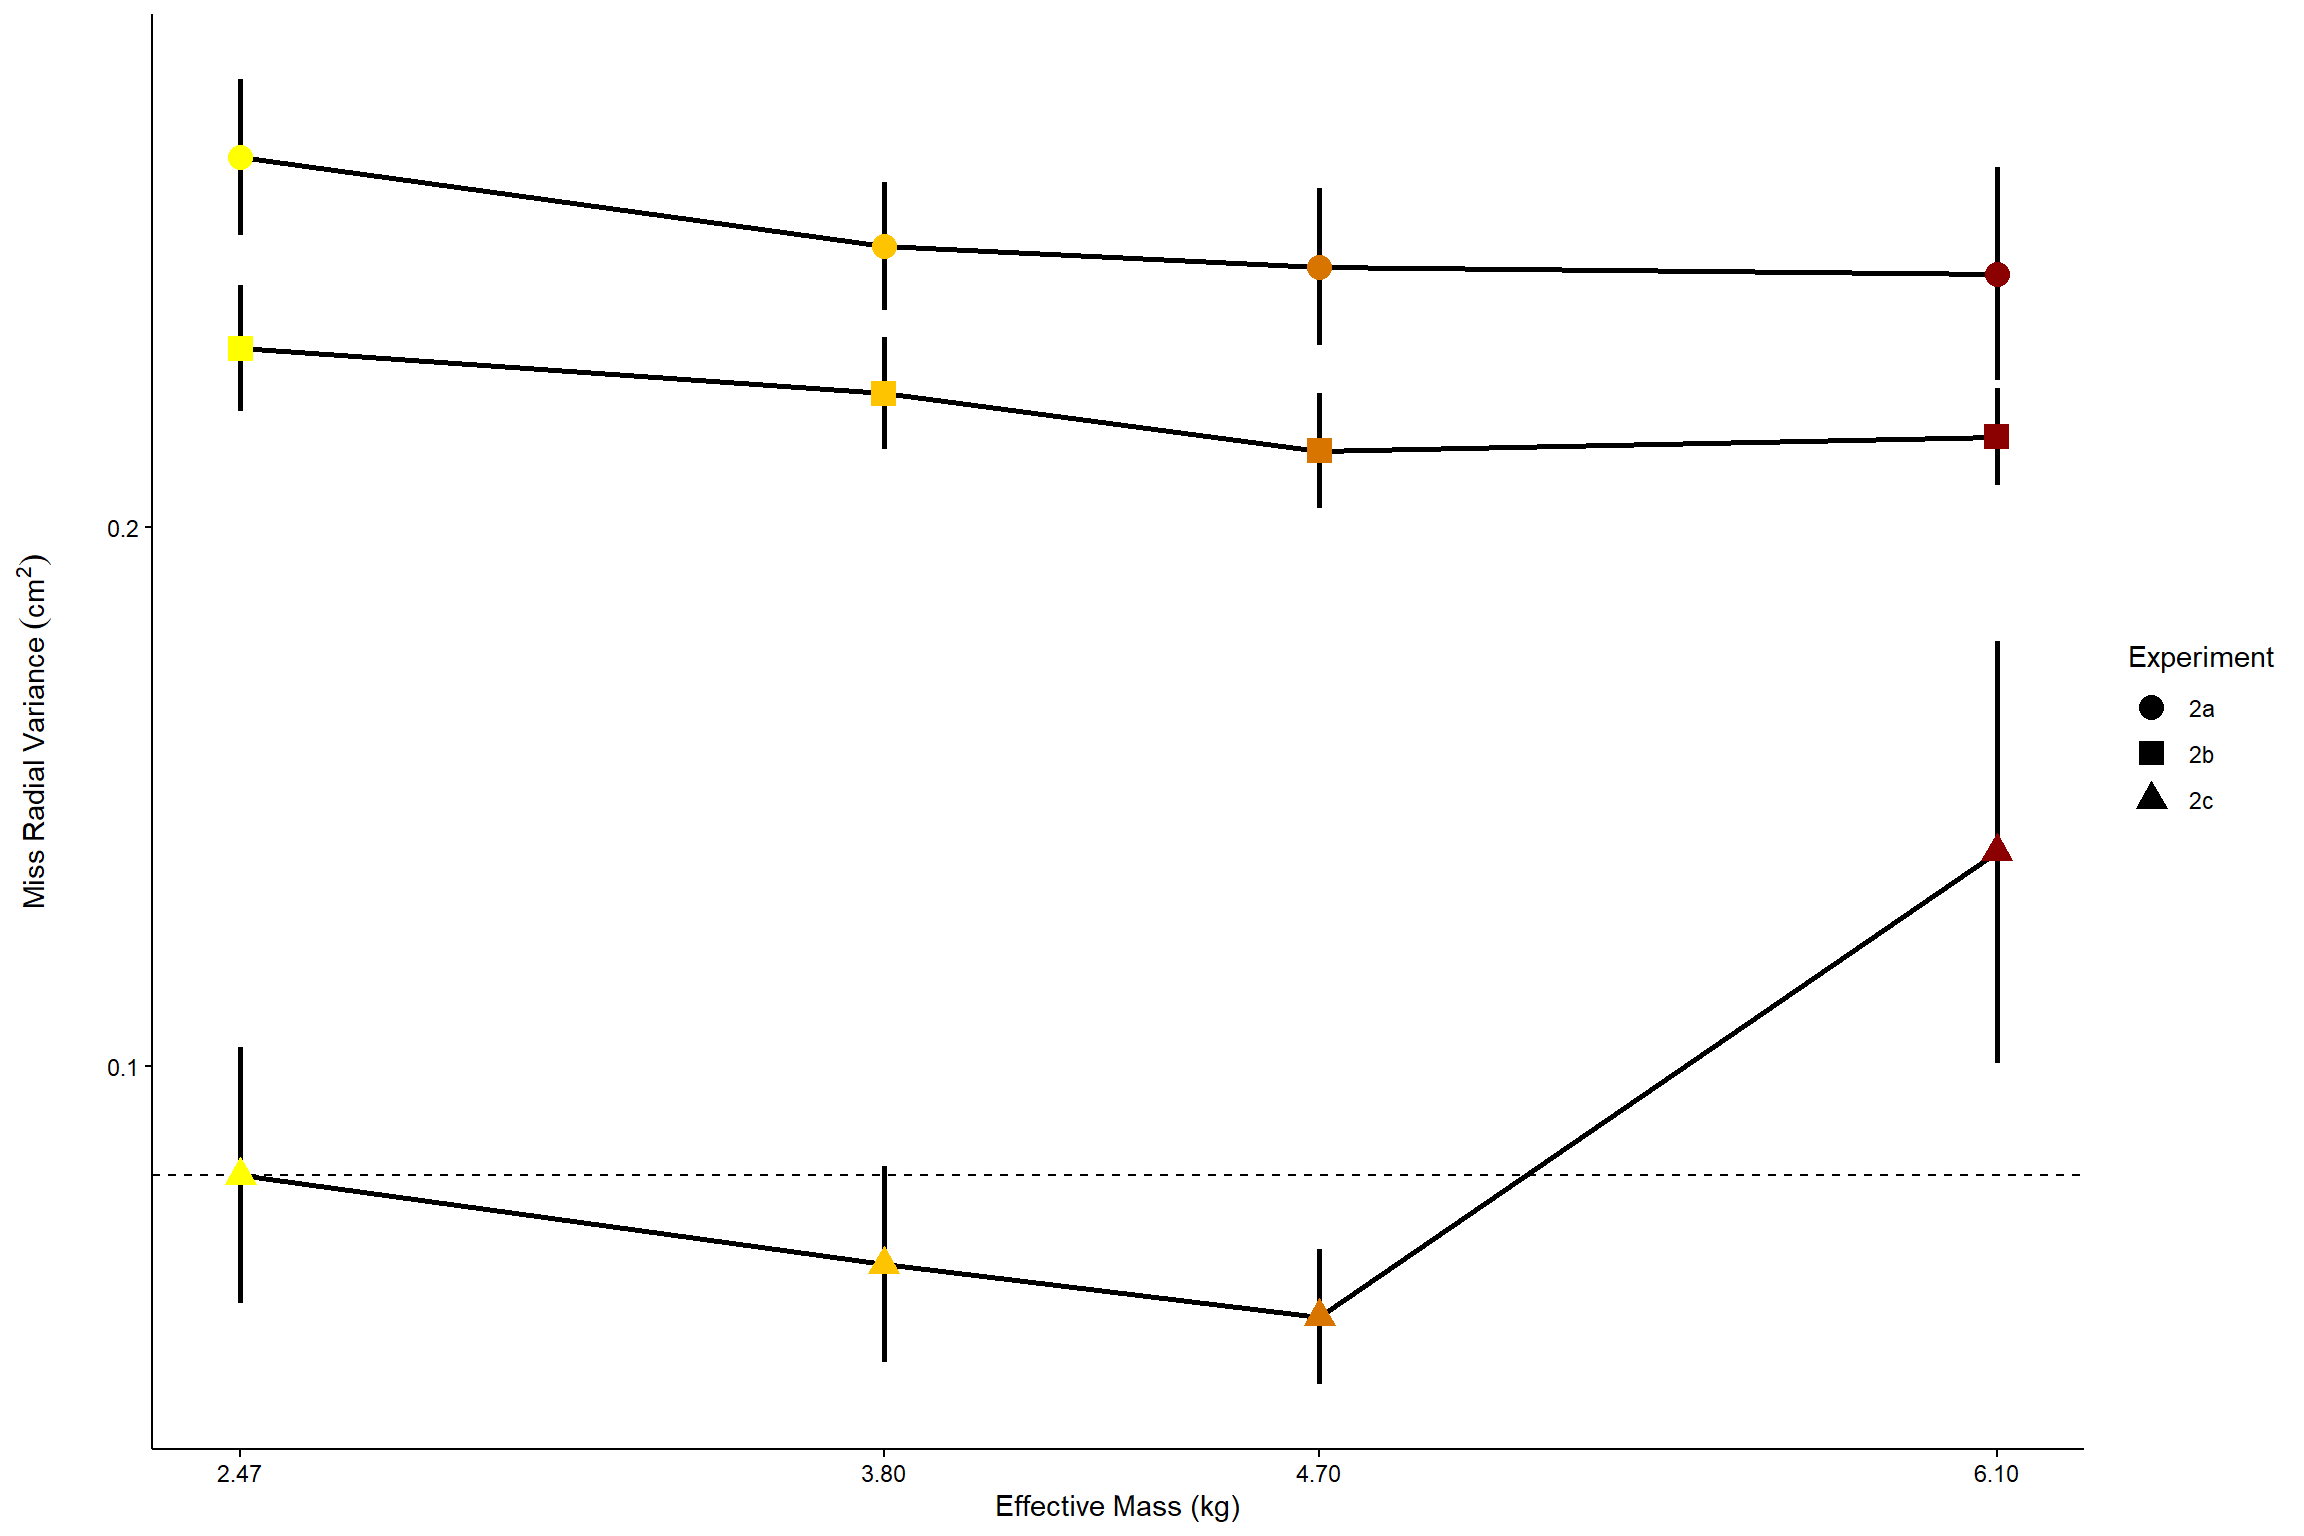 Miss Radial Variance (cm²)
0.2
0.1
2.47
3.80
4.70
6.10
Effective Mass (kg)
Experiment
2a
2b
2c